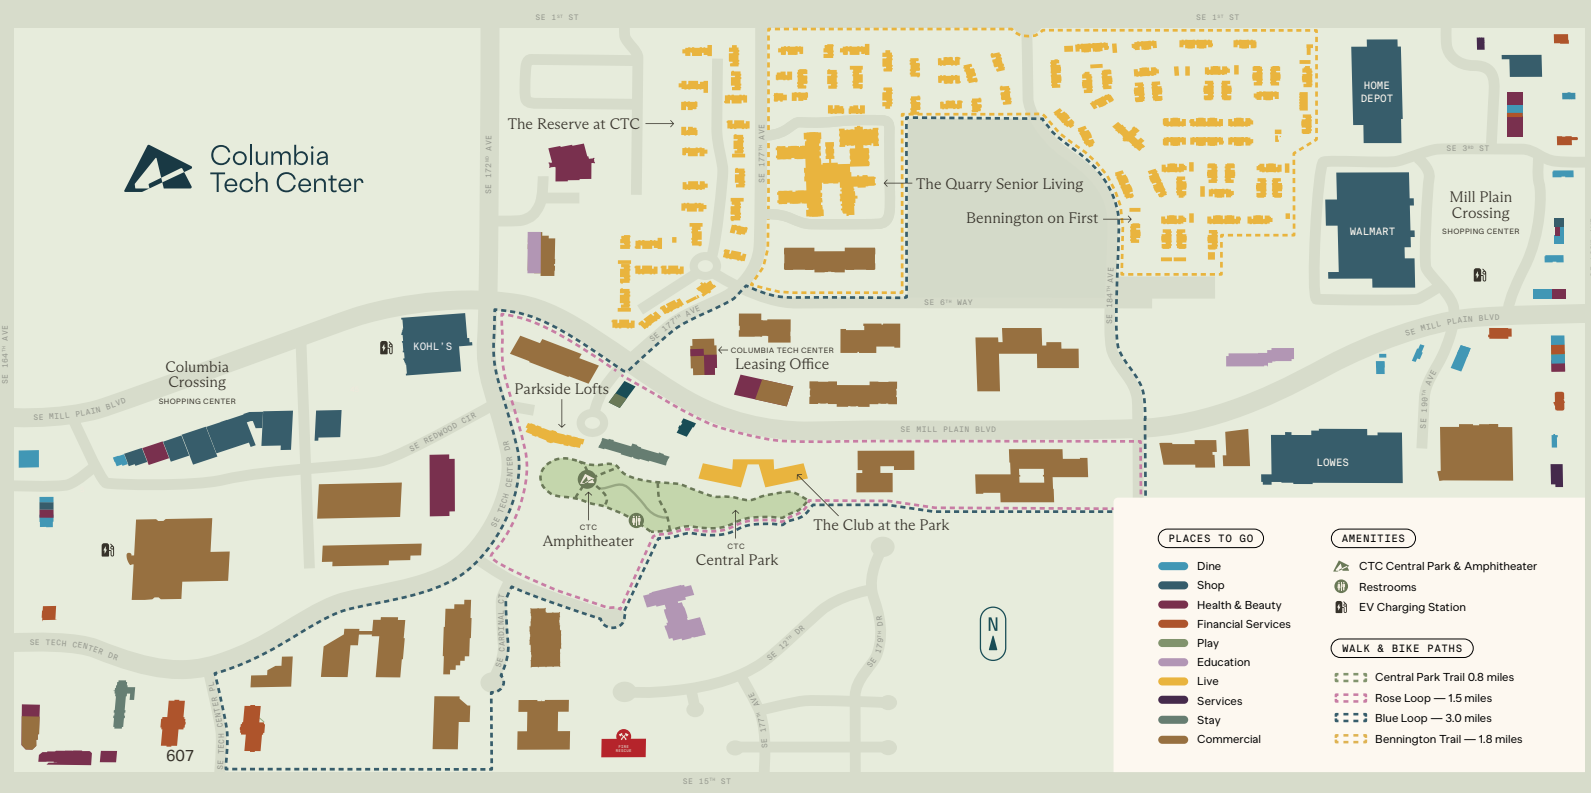 SE 1ST ST
SE 1ST ST
HOME
DEPOT
The Reserve at CTC
SE 172ND AVE
SE 177TH AVE
Columbia
Tech Center
SE 3RD ST
The Quarry Senior Living
Mill Plain
Crossing
SHOPPING CENTER
Bennington on First
WALMART
SE 184TH AVE
SE 6TH WAY
SE 177TH AVE
SE MILL PLAIN BLVD
SE 164TH AVE
KOHL'S
COLUMBIA TECH CENTER
Leasing Office
Columbia
Crossing
SHOPPING CENTER
Parkside Lofts
SE 190TH AVE
SE MILL PLAIN BLVD
SE REDWOOD CIR
SE MILL PLAIN BLVD
LOWES
SE TECH CENTER DR
CTC
Amphitheater
The Club at the Park
CTC
Central Park
SE CARDINAL CT
SE 12TH DR
SE 179TH DR
N
SE TECH CENTER DR
SE TECH CENTER PL
SE 177TH AVE
FIRE
RESCUE
607
SE 15TH ST
PLACES TO GO
Dine
Shop
Health & Beauty
Financial Services
Play
Education
Live
Services
Stay
Commercial
AMENITIES
CTC Central Park & Amphitheater
Restrooms
EV Charging Station
WALK & BIKE PATHS
Central Park Trail 0.8 miles
Rose Loop — 1.5 miles
Blue Loop — 3.0 miles
Bennington Trail — 1.8 miles